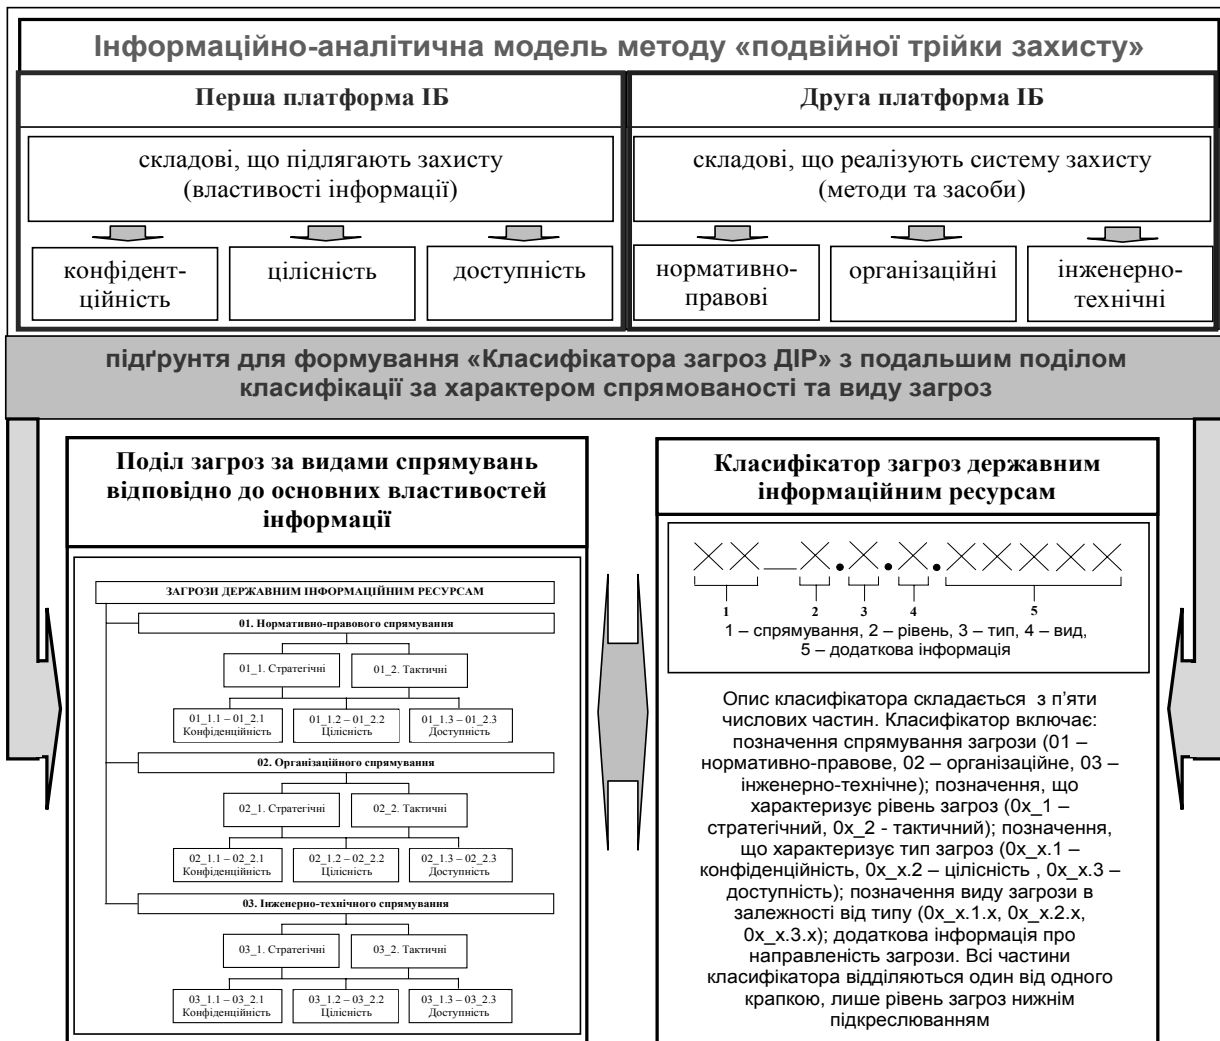 Інформаційно-аналітична модель методу «подвійної трійки захисту»
Перша платформа ІБ
складові, що підлягають захисту
(властивості інформації)
конфідент-
ційність
цілісність
доступність
Друга платформа ІБ
складові, що реалізують систему захисту
(методи та засоби)
нормативно-
правові
організаційні
інженерно-
технічні
підґрунтя для формування «Класифікатора загроз ДІР» з подальшим поділом
класифікації за характером спрямованості та виду загроз
Поділ загроз за видами спрямувань
відповідно до основних властивостей
інформації
ЗАГРОЗИ ДЕРЖАВНИМ ІНФОРМАЦІЙНИМ РЕСУРСАМ
01. Нормативно-правового спрямування
01_1. Стратегічні
01_2. Тактичні
01_1.1 – 01_2.1
Конфіденційність
01_1.2 – 01_2.2
Цілісність
01_1.3 – 01_2.3
Доступність
02. Організаційного спрямування
02_1. Стратегічні
02_2. Тактичні
02_1.1 – 02_2.1
Конфіденційність
02_1.2 – 02_2.2
Цілісність
02_1.3 – 02_2.3
Доступність
03. Інженерно-технічного спрямування
03_1. Стратегічні
03_2. Тактичні
03_1.1 – 03_2.1
Конфіденційність
03_1.2 – 03_2.2
Цілісність
03_1.3 – 03_2.3
Доступність
Класифікатор загроз державним
інформаційним ресурсам
XX_X.X.X.XXXXX
1 2 3 4 5
1 – спрямування, 2 – рівень, 3 – тип, 4 – вид,
5 – додаткова інформація
Опис класифікатора складається з п’яти
числових частин. Класифікатор включає:
позначення спрямування загрози (01 –
нормативно-правове, 02 – організаційне, 03 –
інженерно-технічне); позначення, що
характеризує рівень загроз (0х_1 –
стратегічний, 0х_2 - тактичний); позначення,
що характеризує тип загроз (0х_х.1 –
конфіденційність, 0х_х.2 – цілісність , 0х_х.3 –
доступність); позначення виду загрози в
залежності від типу (0х_х.1.х, 0х_х.2.х,
0х_х.3.х); додаткова інформація про
направленість загрози. Всі частини
класифікатора відділяються один від одного
крапкою, лише рівень загроз нижнім
підкреслюванням